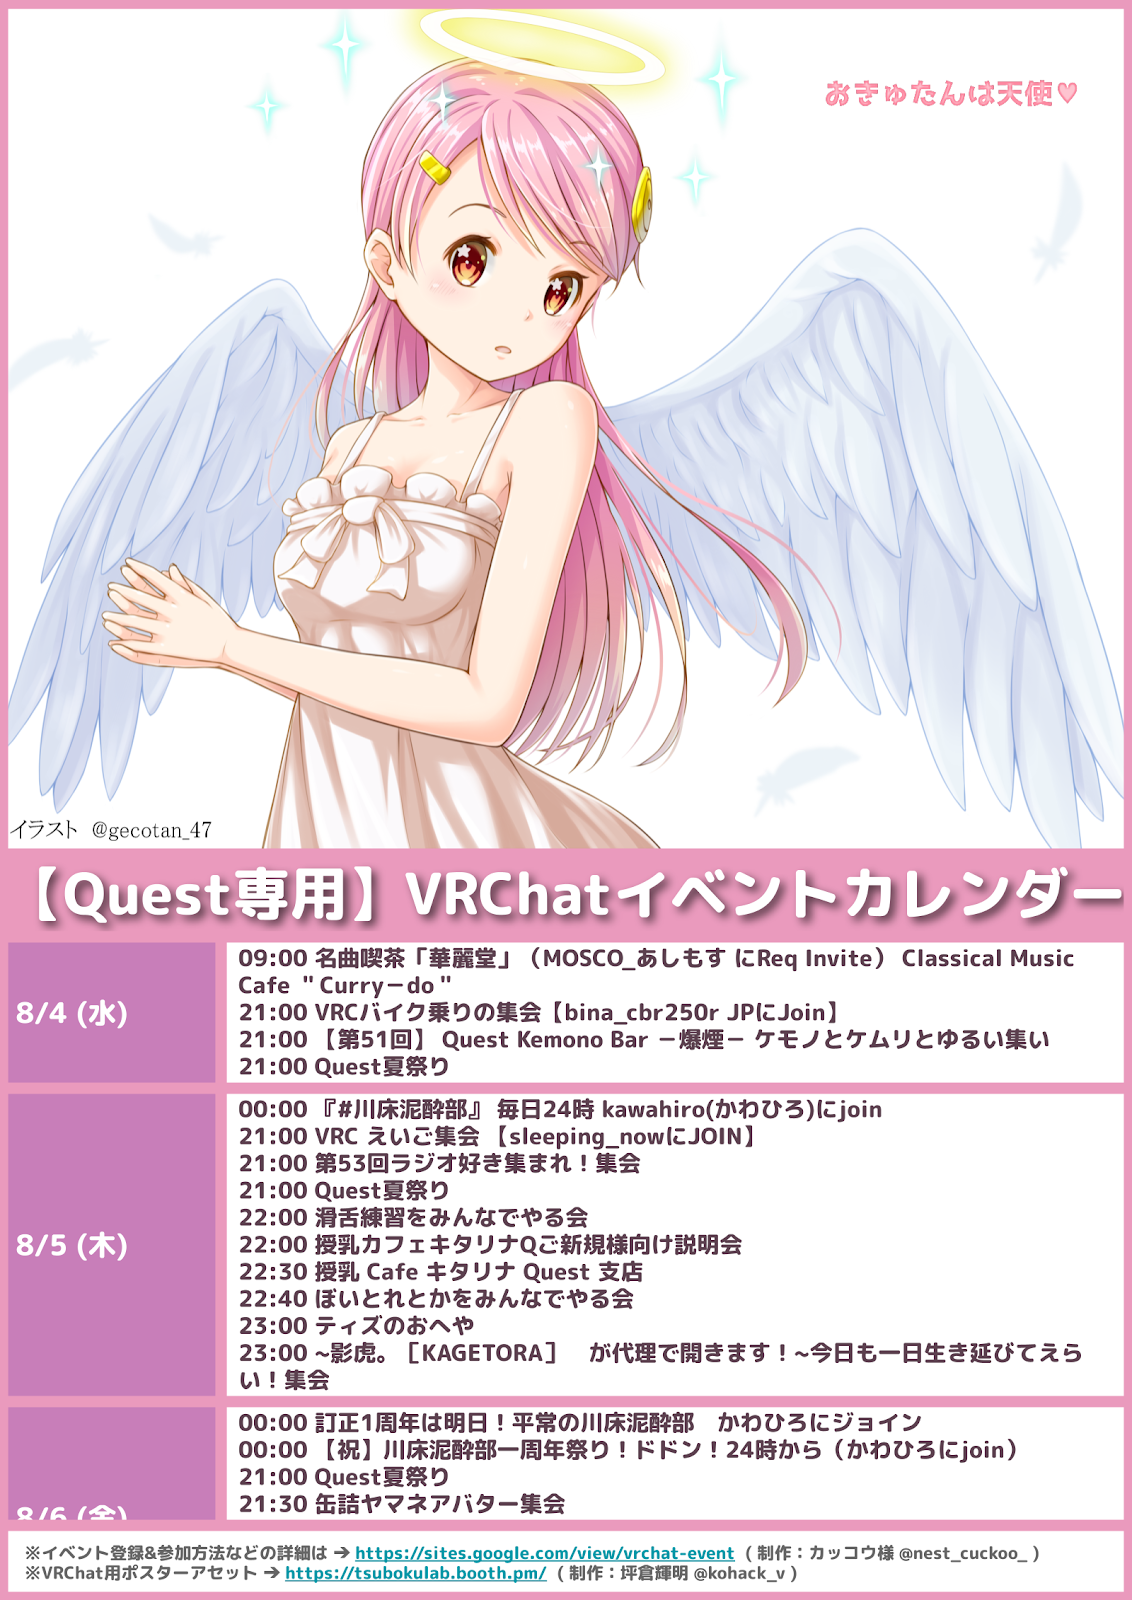 おきゅたんは天使♥
イラスト @gecotan_47
【Quest専用】VRChatイベントカレンダー
8/4 (水)
09:00 名曲喫茶「華麗堂」（MOSCO_あしもす にReq Invite） Classical Music
Cafe ＂Curry－do＂
21:00 VRCバイク乗りの集会【bina_cbr250r JPにJoin】
21:00 【第51回】 Quest Kemono Bar －爆煙－ ケモノとケムリとゆるい集い
21:00 Quest夏祭り
8/5 (木)
00:00 『#川床泥酔部』 毎日24時 kawahiro(かわひろ)にjoin
21:00 VRC えいご集会 【sleeping_nowにJOIN】
21:00 第53回ラジオ好き集まれ！集会
21:00 Quest夏祭り
22:00 滑舌練習をみんなでやる会
22:00 授乳カフェキタリナQご新規様向け説明会
22:30 授乳 Cafe キタリナ Quest 支店
22:40 ぼいとれとかをみんなでやる会
23:00 ティズのおへや
23:00 ~影虎。［KAGETORA］　が代理で開きます！~今日も一日生き延びてえら
い！集会
8/6 (金)
00:00 訂正1周年は明日！平常の川床泥酔部　かわひろにジョイン
00:00 【祝】川床泥酔部一周年祭り！ドドン！24時から（かわひろにjoin）
21:00 Quest夏祭り
21:30 缶詰ヤマネアバター集会
※イベント登録&参加方法などの詳細は → https://sites.google.com/view/vrchat-event ( 制作：カッコウ様 @nest_cuckoo_ )
※VRChat用ポスターアセット → https://tsubokulab.booth.pm/ ( 制作：坪倉輝明 @kohack_v )